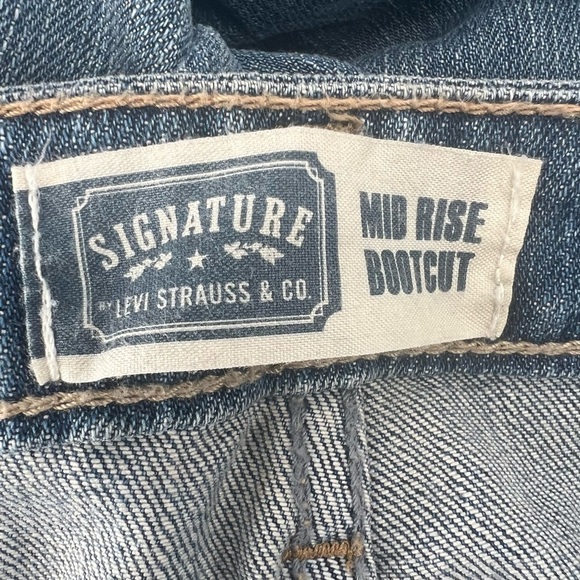 SIGNATURE
BY LEVI STRAUSS & CO.
MID RISE
BOOTCUT